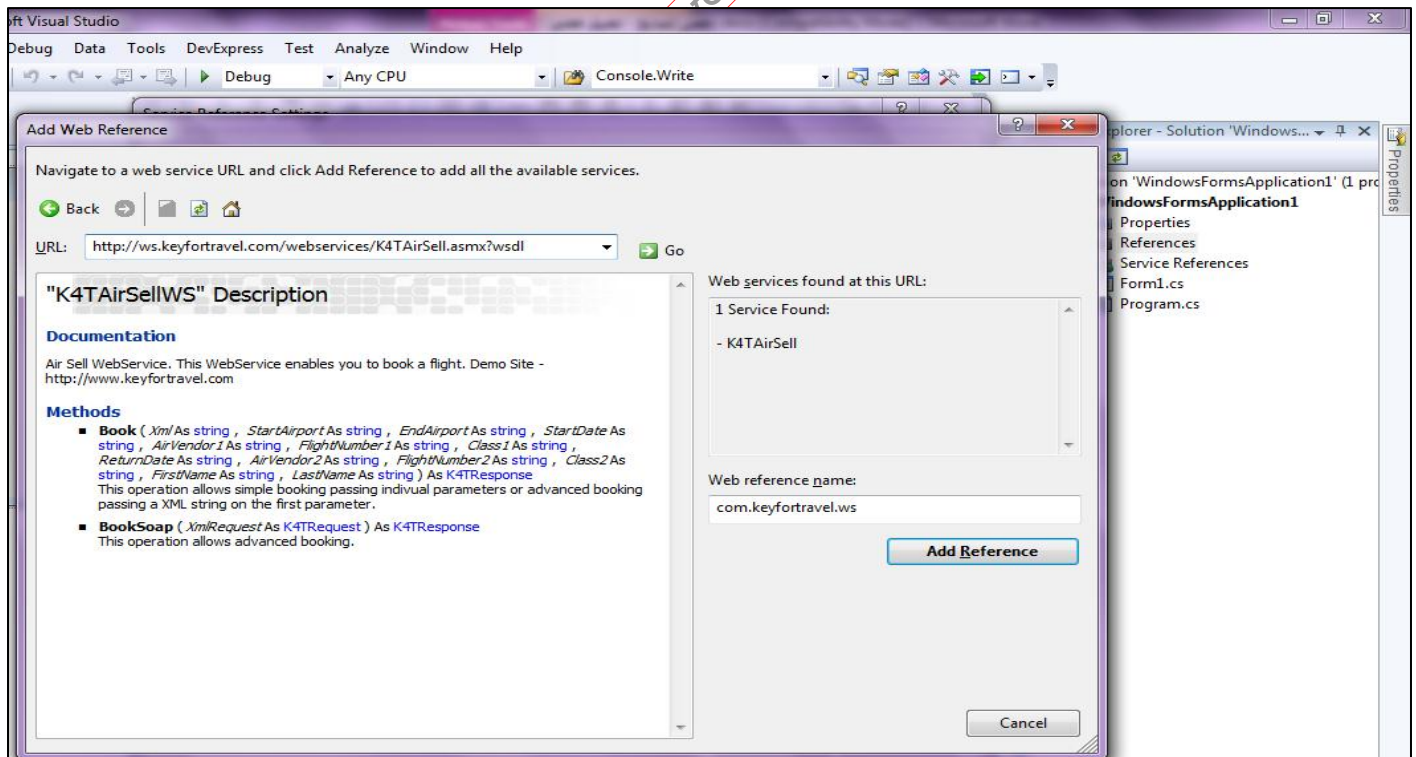 oft Visual Studio
Debug Data Tools DevExpress Test Analyze Window Help
Debug Any CPU Console.Write
Service Reference Settings
Add Web Reference
Navigate to a web service URL and click Add Reference to add all the available services.
Back
URL: http://ws.keyfortravel.com/webservices/K4TAirSell.asmx?wsdl Go
"K4TAirSellWS" Description
Documentation
Air Sell WebService. This WebService enables you to book a flight. Demo Site -
http://www.keyfortravel.com
Methods
Book ( Xml As string , StartAirport As string , EndAirport As string , StartDate As
string , AirVendor1 As string , FlightNumber1 As string , Class1 As string ,
ReturnDate As string , AirVendor2 As string , FlightNumber2 As string , Class2 As
string , FirstName As string , LastName As string ) As K4TResponse
This operation allows simple booking passing indivual parameters or advanced booking
passing a XML string on the first parameter.
BookSoap ( XmlRequest As K4TRequest ) As K4TResponse
This operation allows advanced booking.
Web services found at this URL:
1 Service Found:
- K4TAirSell
Web reference name:
com.keyfortravel.ws
Add Reference
Cancel
xplorer - Solution 'Windows...
on 'WindowsFormsApplication1' (1 pro
WindowsFormsApplication1
Properties
References
Service References
Form1.cs
Program.cs
Properties